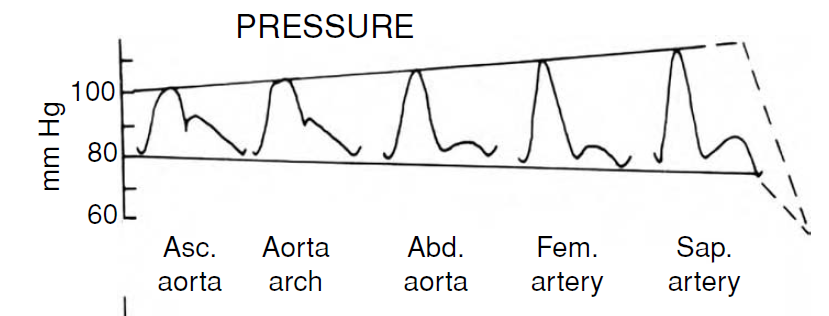 PRESSURE
mm Hg
100
80
60
Asc. aorta
Aorta arch
Abd. aorta
Fem. artery
Sap. artery